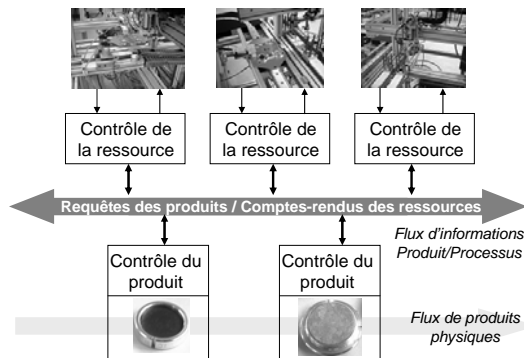 Contrôle de
la ressource
Contrôle de
la ressource
Contrôle de
la ressource
Requêtes des produits / Comptes-rendus des ressources
Flux d'informations
Produit/Processus
Contrôle du
produit
Contrôle du
produit
Flux de produits
physiques